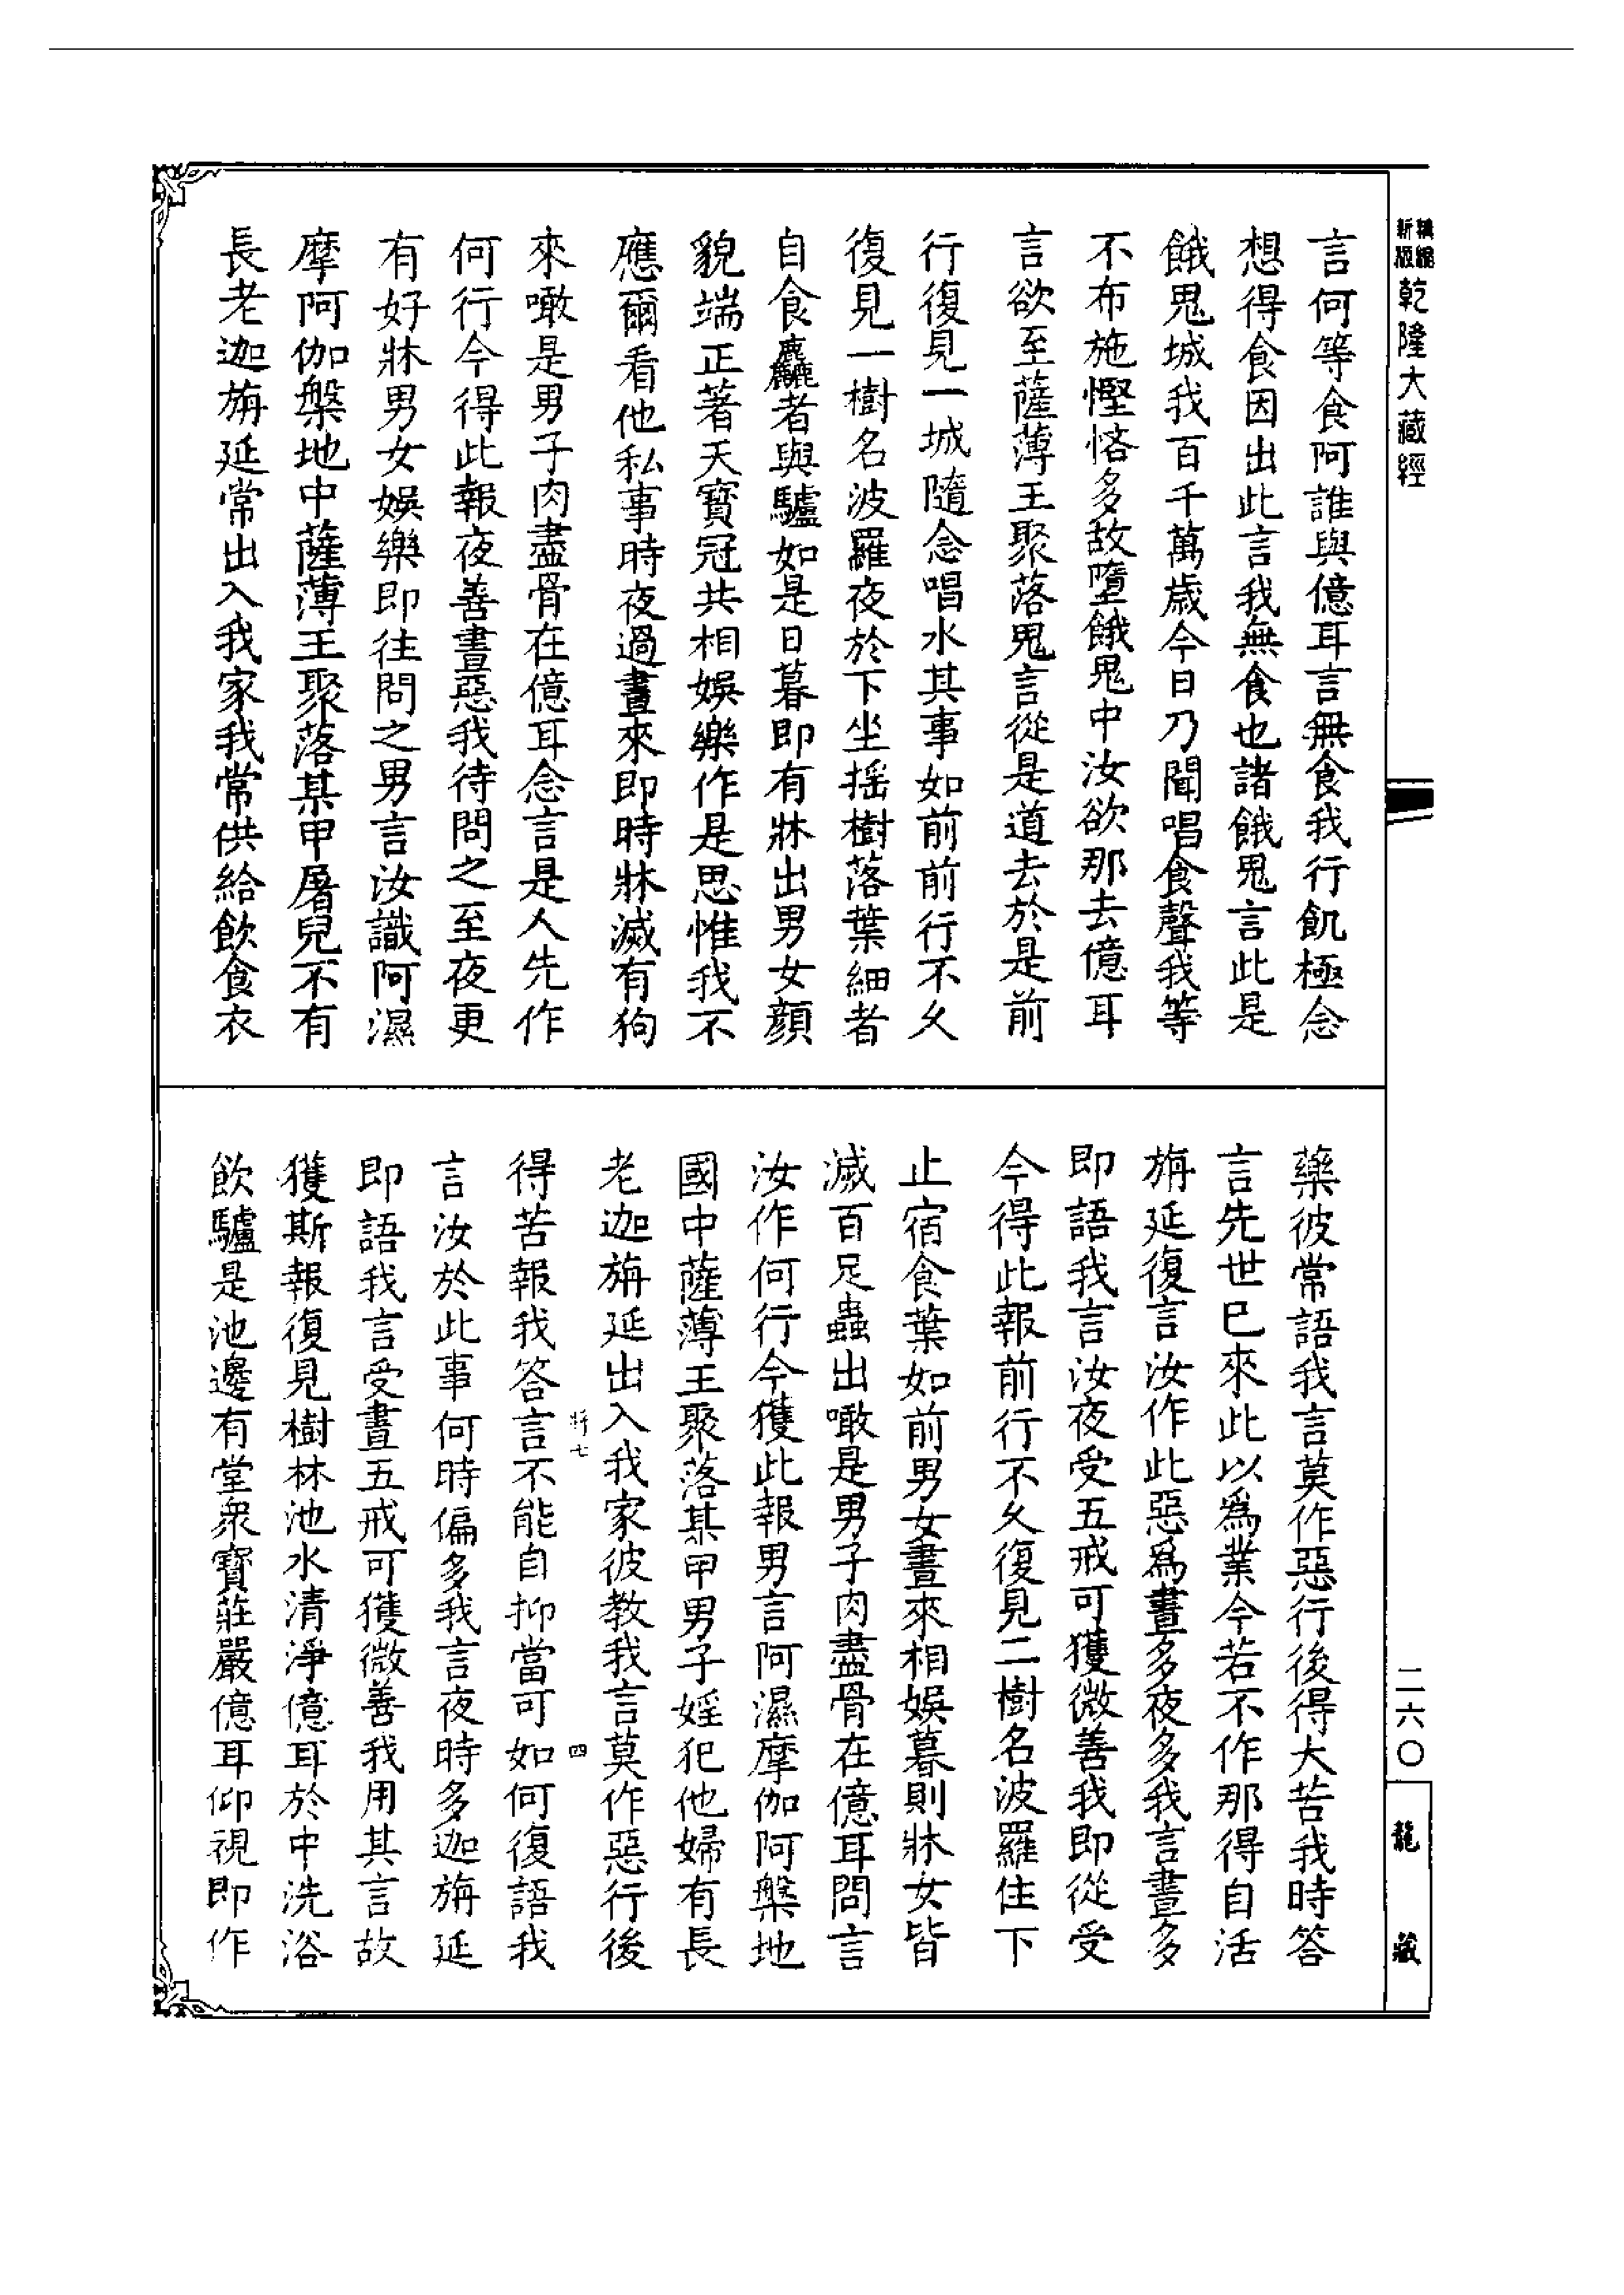 新編縮版乾隆大藏經
言何等食阿誰與億耳言無食我行飢極念
想得食因出此言我無食也諸餓鬼言此是
餓鬼城我百千萬歲今日乃聞唱食聲我等
不布施慳悋多故墮餓鬼中汝欲那去億耳
言欲至薩薄王聚落鬼言從是道去於是前
行復見一城隨念唱水其事如前前行不久
復見一樹名波羅夜於下坐搖樹落葉細者
自食麤者與驢如是日暮即有牀出男女顔
貌端正著天寶冠共相娛樂作是思惟我不
應爾看他私事時夜過晝來即時牀滅有狗
來噉是男子肉盡骨在億耳念言是人先作
何行今得此報夜善晝惡我待問之至夜更
有好牀男女娛樂即往問之男言汝識阿濕
摩阿伽槃地中薩薄王聚落某甲屠兒不有
長老迦旃延常出入我家我常供給飲食衣
藥彼常語我言莫作惡行後得大苦我時答
言先世已來此以爲業今若不作那得自活
旃延復言汝作此惡爲晝多夜多我言晝多
即語我言汝夜受五戒可獲微善我即從受
今得此報前行不久復見二樹名波羅住下
止宿食葉如前男女晝來相娛暮則牀女皆
滅百足蟲出噉是男子肉盡骨在億耳問言
汝作何行今獲此報男言阿濕摩伽阿槃地
國中薩薄王聚落某甲男子婬犯他婦有長
老迦旃延出入我家彼教我言莫作惡行後
將七 四
得苦報我答言不能自抑當可如何復語我
言汝於此事何時偏多我言夜時多迦旃延
即語我言受晝五戒可獲微善我用其言故
獲斯報復見樹林池水清淨億耳於中洗浴
飲驢是池邊有堂衆寶莊嚴億耳仰視即作
二六〇
龍藏